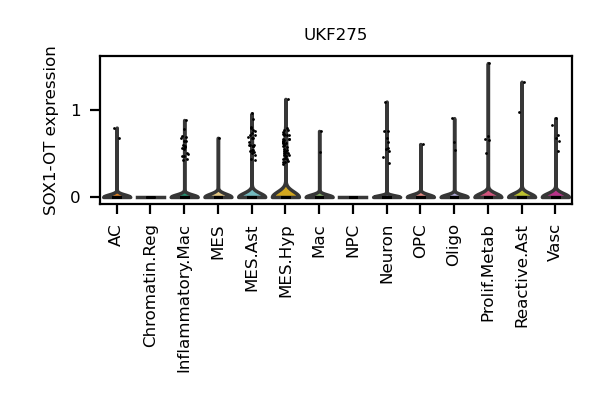 UKF275
SOX1-OT expression
1
0
AC
Chromatin.Reg
Inflammatory.Mac
MES
MES.Ast
MES.Hyp
Mac
NPC
Neuron
OPC
Oligo
Prolif.Metab
Reactive.Ast
Vasc